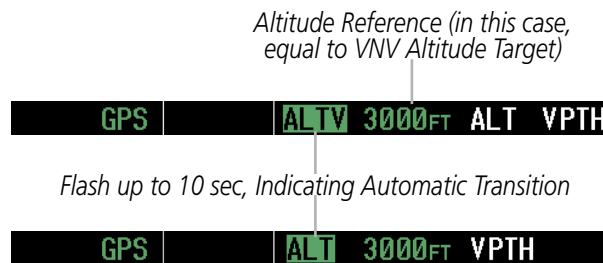 Altitude Reference (in this case,
equal to VNV Altitude Target)
GPS ALTV 3000FT ALT VPTH
Flash up to 10 sec, Indicating Automatic Transition
GPS ALT 3000FT VPTH